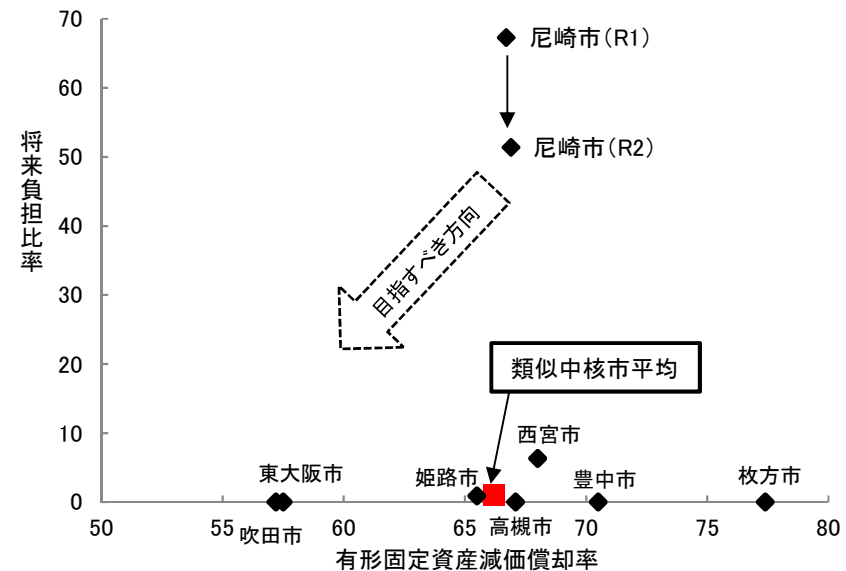 70
60
50
40
30
20
10
0
将来負担比率
尼崎市（R1）
尼崎市（R2）
目指すべき方向
類似中核市平均
西宮市
東大阪市
姫路市
豊中市
枚方市
吹田市
高槻市
50 55 60 65 70 75 80
有形固定資産減価償却率